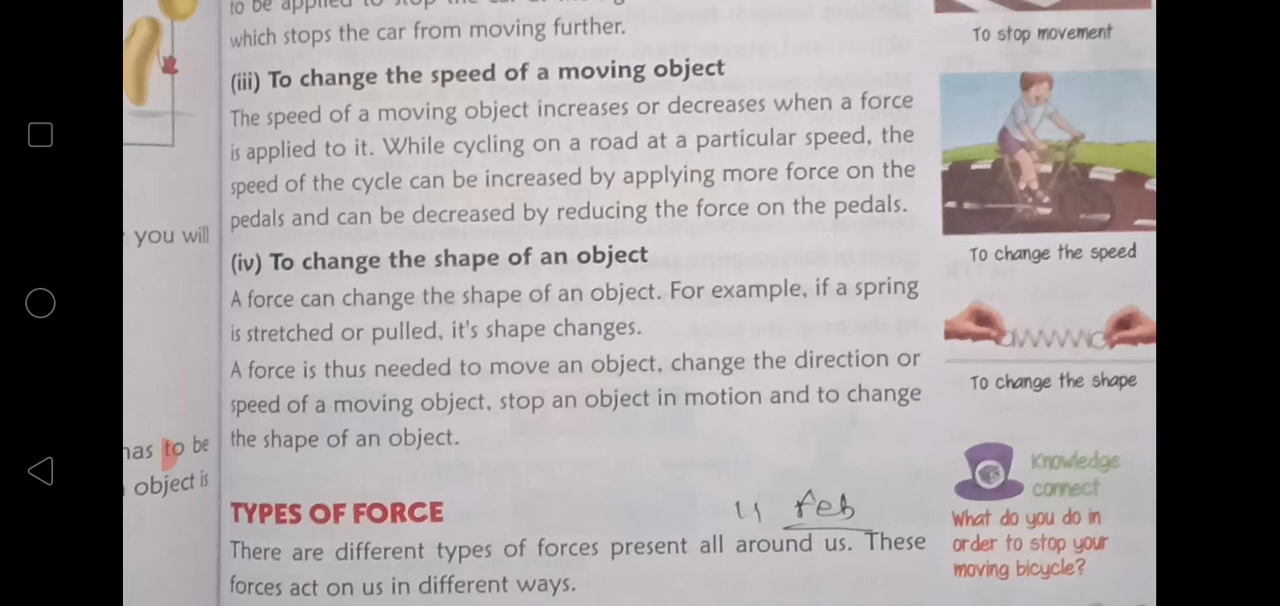 which stops the car from moving further.
(iii) To change the speed of a moving object
The speed of a moving object increases or decreases when a force
is applied to it. While cycling on a road at a particular speed, the
speed of the cycle can be increased by applying more force on the
pedals and can be decreased by reducing the force on the pedals.
(iv) To change the shape of an object
A force can change the shape of an object. For example, if a spring
is stretched or pulled, it's shape changes.
A force is thus needed to move an object, change the direction or
speed of a moving object, stop an object in motion and to change
the shape of an object.
TYPES OF FORCE
Feb
There are different types of forces present all around us. These
forces act on us in different ways.
you will
to be
object is
To stop movement
To change the speed
To change the shape
Knowledge
connect
What do you do in
order to stop your
moving bicycle?